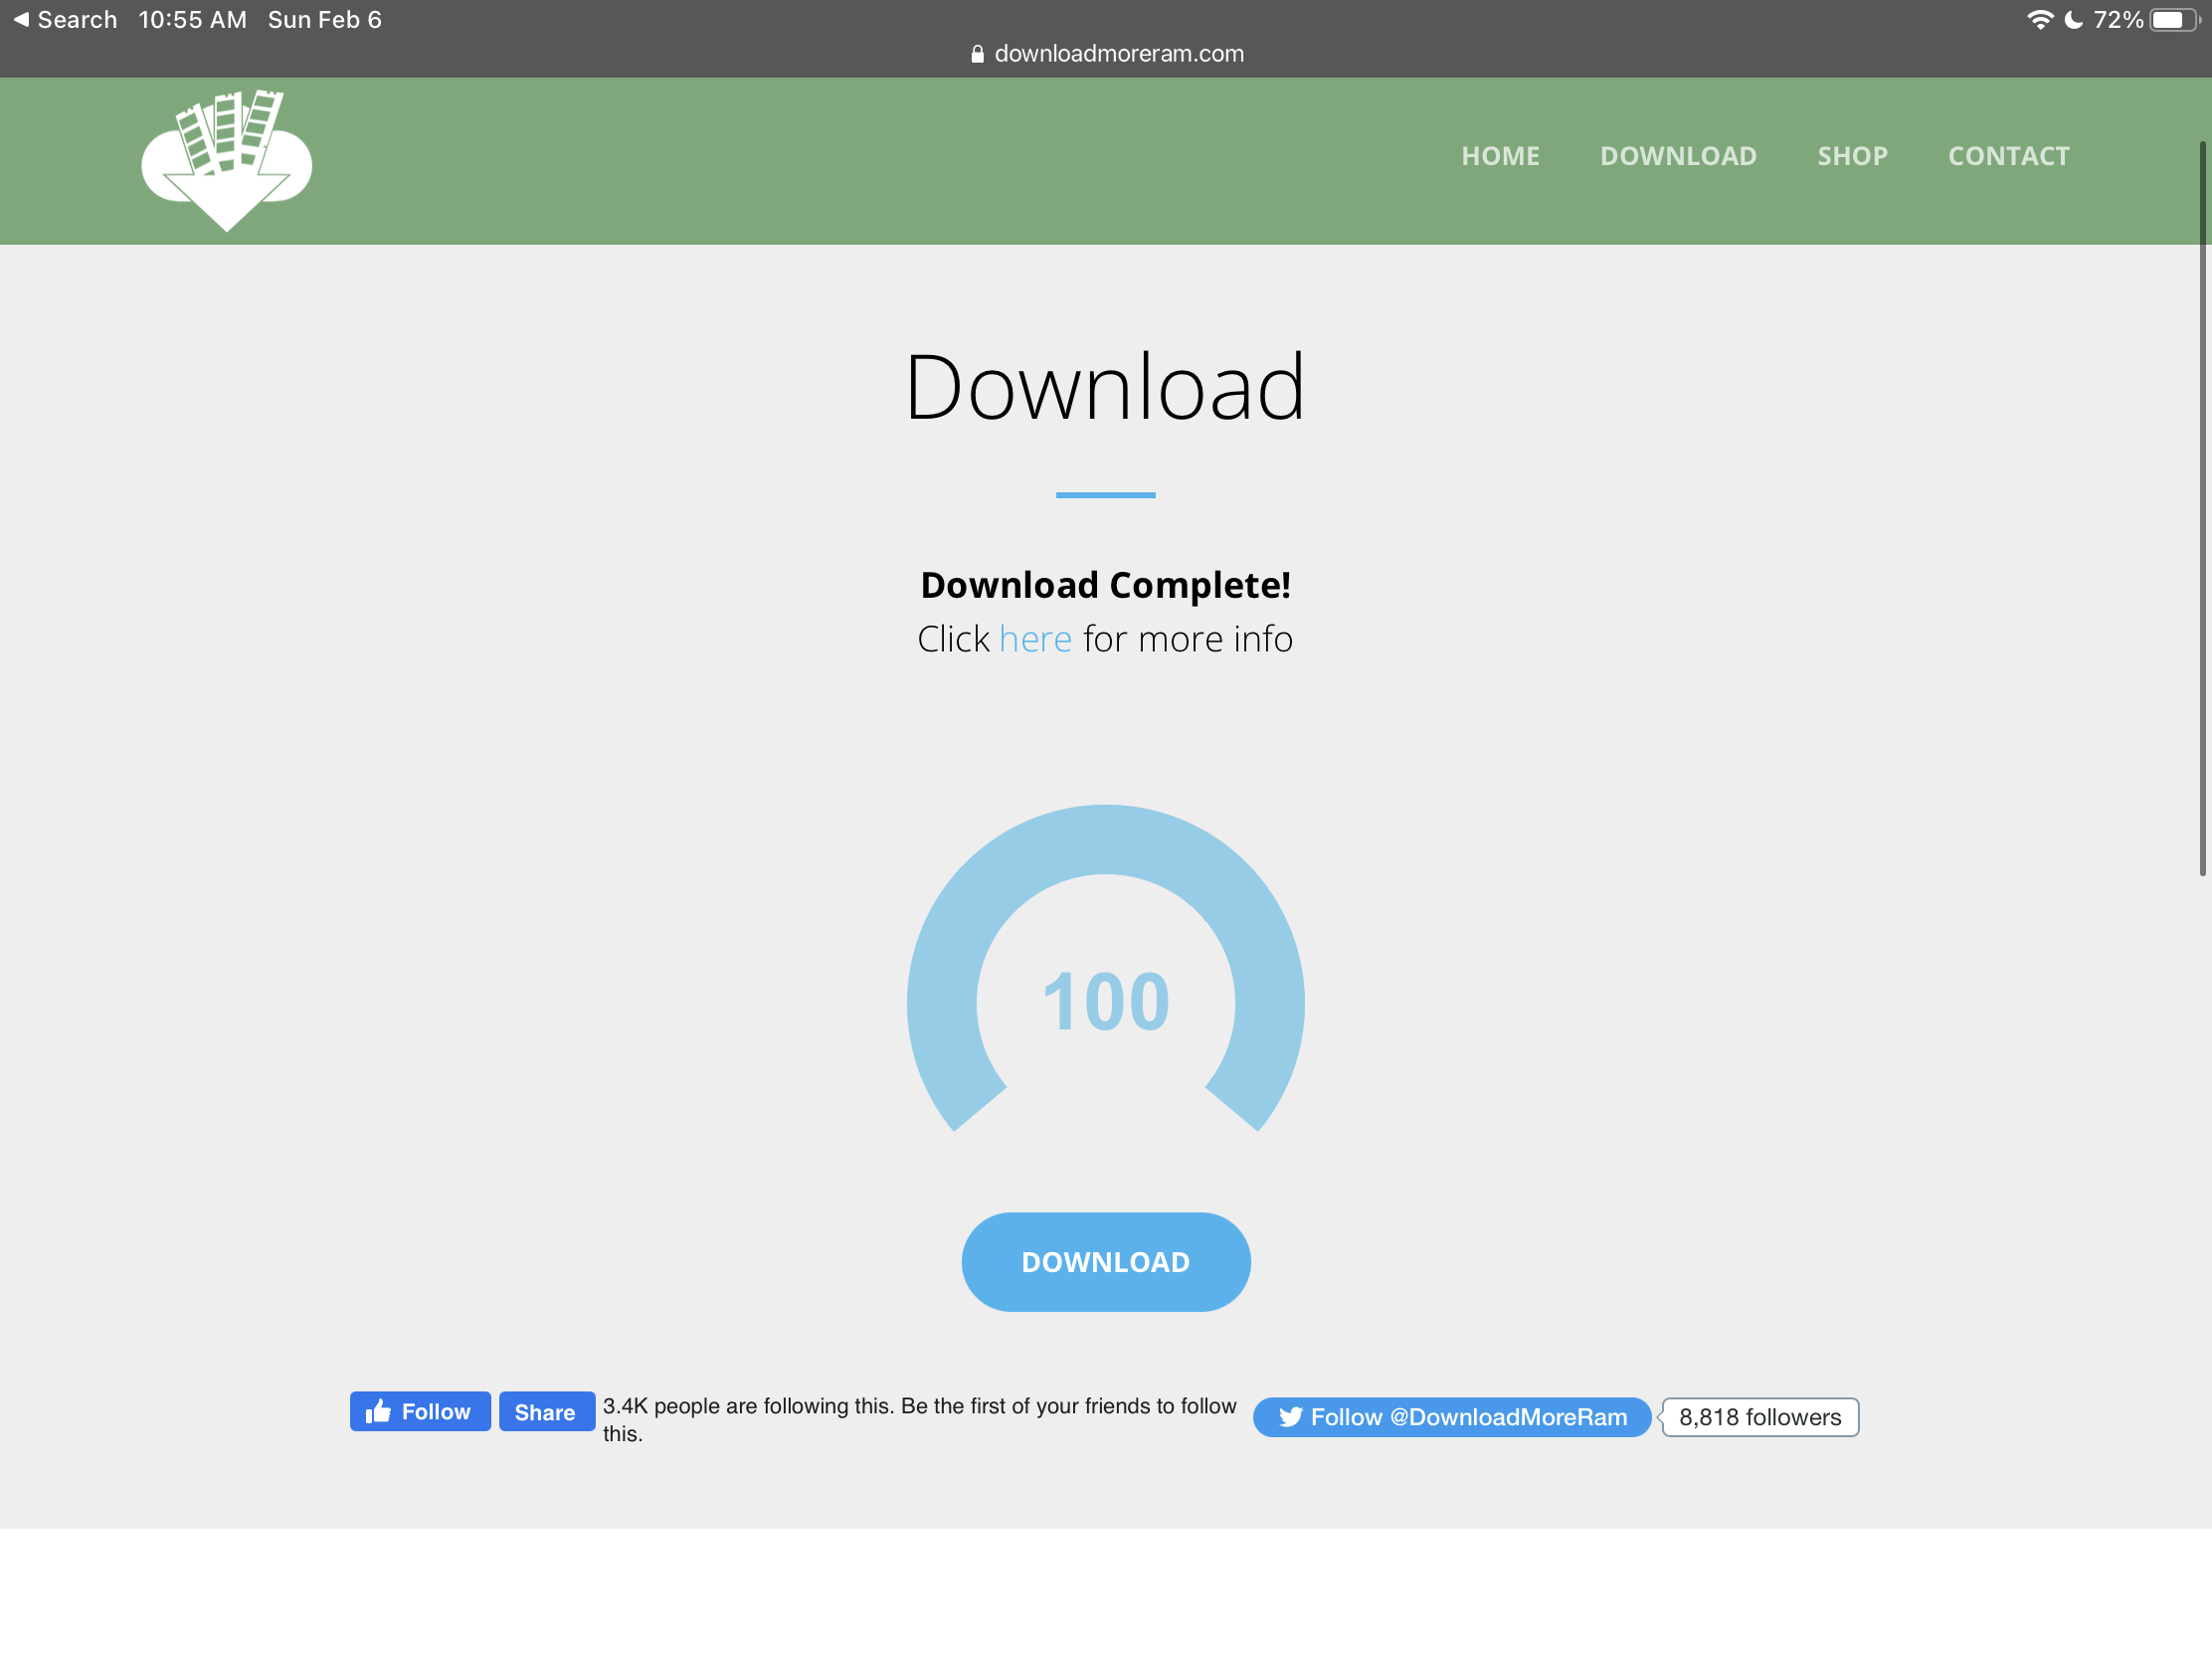 Search 10:55 AM Sun Feb 6 72%
downloadmoreram.com
HOME DOWNLOAD SHOP CONTACT
Download
Download Complete!
Click here for more info
100
DOWNLOAD
Follow Share 3.4K people are following this. Be the first of your friends to follow
this.
Follow @DownloadMoreRam 8,818 followers